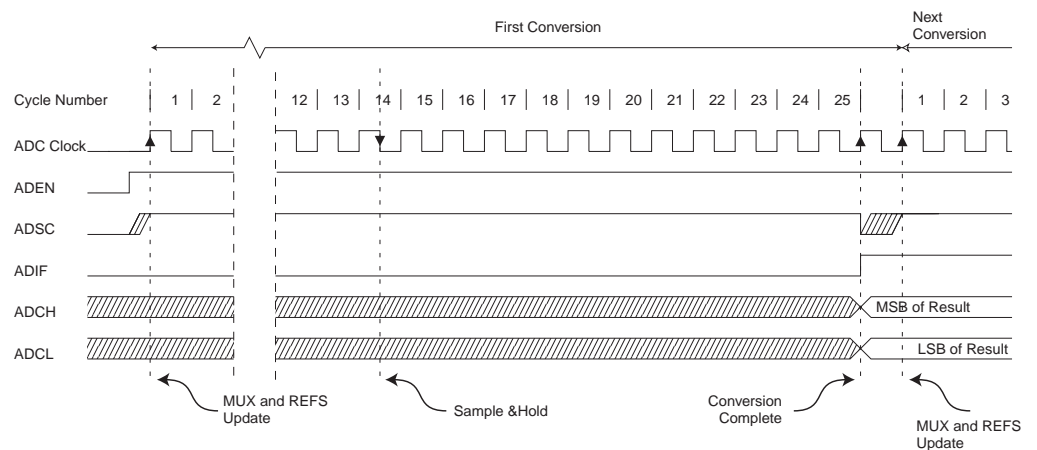 First Conversion
Next
Conversion
Cycle Number 1 2 12 13 14 15 16 17 18 19 20 21 22 23 24 25 1 2 3
ADC Clock
ADEN
ADSC
ADIF
ADCH
MSB of Result
ADCL
LSB of Result
MUX and REFS
Update
Sample &Hold
Conversion
Complete
MUX and REFS
Update